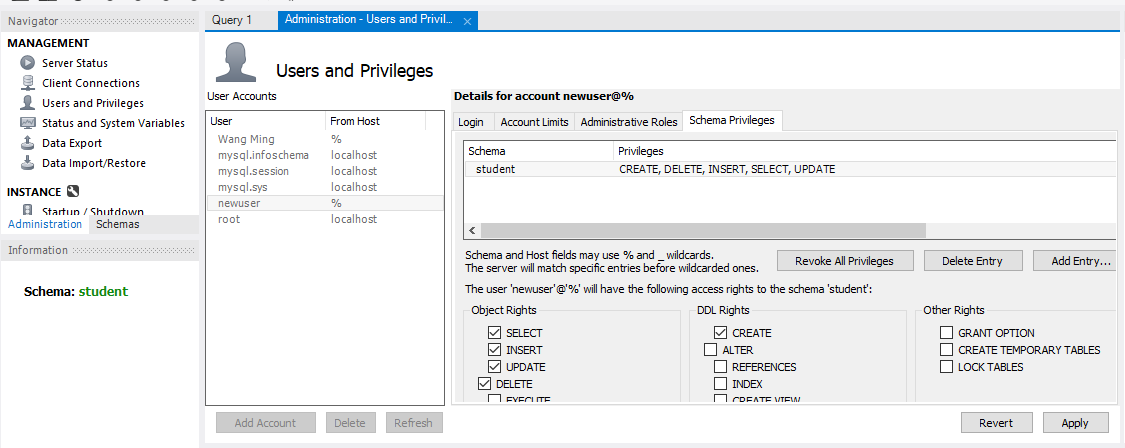 Navigator
MANAGEMENT
Server Status
Client Connections
Users and Privileges
Status and System Variables
Data Export
Data Import/Restore
INSTANCE
Startup / Shutdown
Administration Schemas
Information
Schema: student
Query 1 Administration - Users and Privil... ×
Users and Privileges
User Accounts
User From Host
Wang Ming %
mysql.infoschema localhost
mysql.session localhost
mysql.sys localhost
newuser %
root localhost
Add Account Delete Refresh
Details for account newuser@%
Login Account Limits Administrative Roles Schema Privileges
Schema Privileges
student CREATE, DELETE, INSERT, SELECT, UPDATE
Schema and Host fields may use % and _ wildcards.
The server will match specific entries before wildcarded ones.
Revoke All Privileges Delete Entry Add Entry...
The user 'newuser'@'%' will have the following access rights to the schema 'student':
Object Rights
SELECT
INSERT
UPDATE
DELETE
EXECUTE
DDL Rights
CREATE
ALTER
REFERENCES
INDEX
CREATE VIEW
Other Rights
GRANT OPTION
CREATE TEMPORARY TABLES
LOCK TABLES
Revert Apply